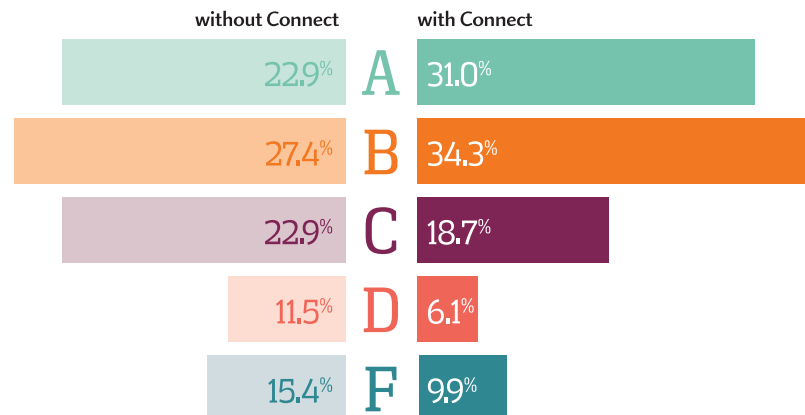 without Connect with Connect
22.9% A 31.0%
27.4% B 34.3%
22.9% C 18.7%
11.5% D 6.1%
15.4% F 9.9%